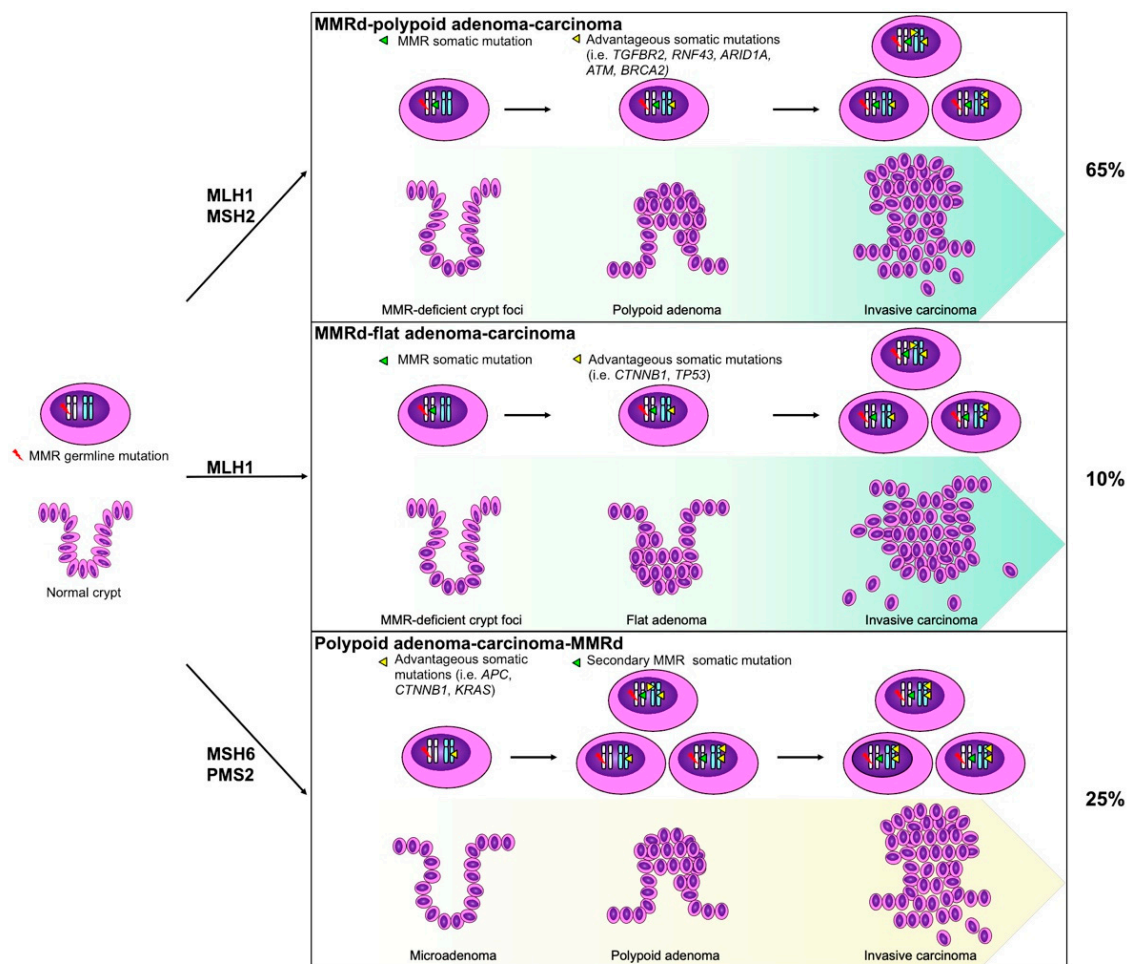 MMRd-polypoid adenoma-carcinoma
MMR somatic mutation
Advantageous somatic mutations
(i.e. TGFBR2, RNF43, ARID1A,
ATM, BRCA2)
MLH1
MSH2
65%
MMR-deficient crypt foci
Polypoid adenoma
Invasive carcinoma
MMRd-flat adenoma-carcinoma
MMR somatic mutation
Advantageous somatic mutations
(i.e. CTNNB1, TP53)
MMR germline mutation
MLH1
10%
Normal crypt
MMR-deficient crypt foci
Flat adenoma
Invasive carcinoma
Polypoid adenoma-carcinoma-MMRd
Advantageous somatic
mutations (i.e. APC,
CTNNB1, KRAS)
Secondary MMR somatic mutation
MSH6
PMS2
25%
Microadenoma
Polypoid adenoma
Invasive carcinoma